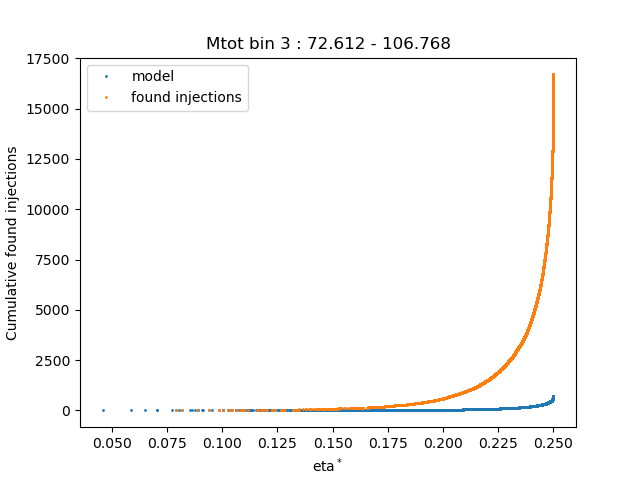 Mtot bin 3 : 72.612 - 106.768
model
found injections
17500
15000
12500
10000
7500
5000
2500
0
Cumulative found injections
0.050 0.075 0.100 0.125 0.150 0.175 0.200 0.225 0.250
eta*